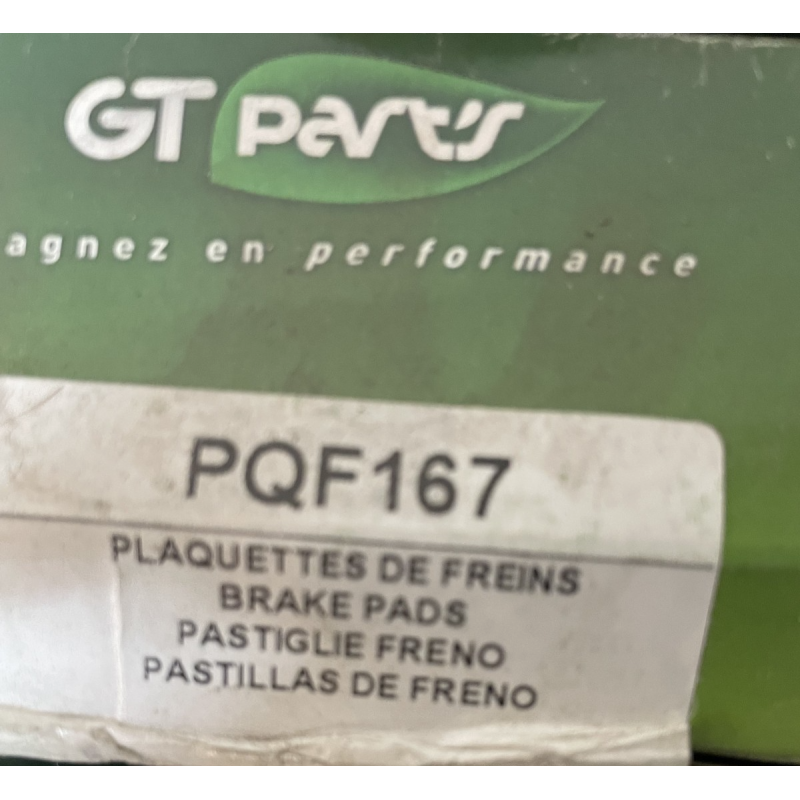 GT Part's
agnez en performance
PQF167
PLAQUETTES DE FREINS
BRAKE PADS
PASTIGLIE FRENO
PASTILLAS DE FRENO